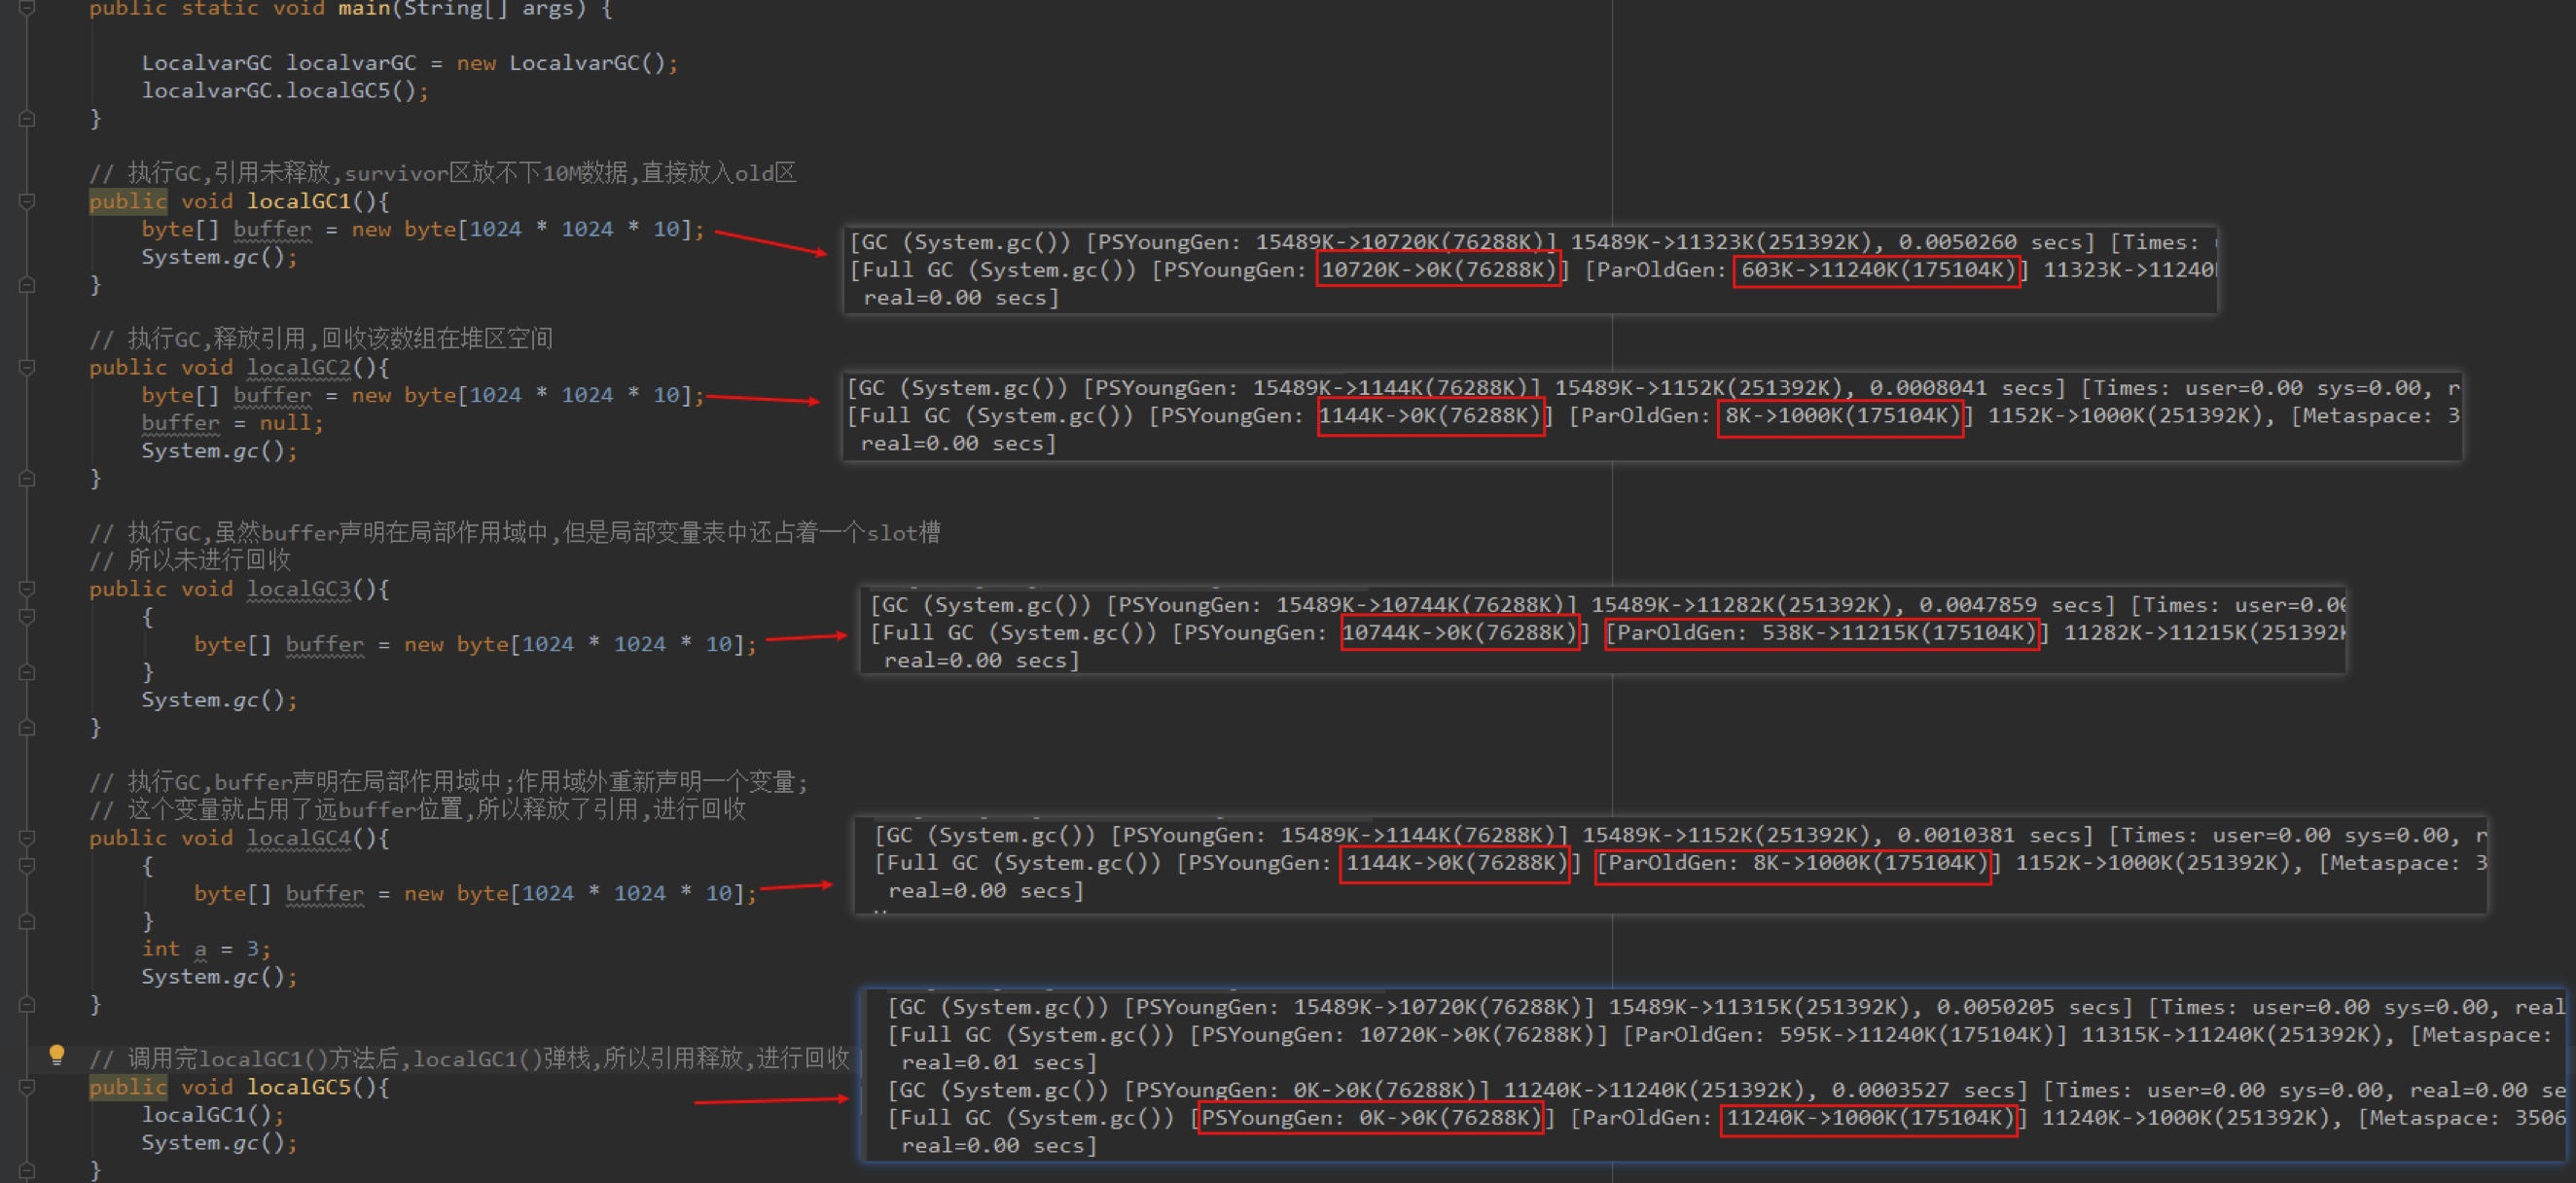 public static void main(String[] args) {
LocalvarGC localvarGC = new LocalvarGC();
localvarGC.localGC5();
}
// 执行GC,引用未释放,survivor区放不下10M数据,直接放入old区
public void localGC1(){
byte[] buffer = new byte[1024 * 1024 * 10];
System.gc();
}
[GC (System.gc()) [PSYoungGen: 15489K->10720K(76288K)] 15489K->11323K(251392K), 0.0050260 secs] [Times:
[Full GC (System.gc()) [PSYoungGen: 10720K->0K(76288K)] [ParOldGen: 603K->11240K(175104K)] 11323K->11240
real=0.00 secs]
// 执行GC,释放引用,回收该数组在堆区空间
public void localGC2(){
byte[] buffer = new byte[1024 * 1024 * 10];
buffer = null;
System.gc();
}
[GC (System.gc()) [PSYoungGen: 15489K->1144K(76288K)] 15489K->1152K(251392K), 0.0008041 secs] [Times: user=0.00 sys=0.00, r
[Full GC (System.gc()) [PSYoungGen: 1144K->0K(76288K)] [ParOldGen: 8K->1000K(175104K)] 1152K->1000K(251392K), [Metaspace: 3
real=0.00 secs]
// 执行GC,虽然buffer声明在局部作用域中,但是局部变量表中还占着一个slot槽
// 所以未进行回收
public void localGC3(){
{
byte[] buffer = new byte[1024 * 1024 * 10];
}
System.gc();
}
[GC (System.gc()) [PSYoungGen: 15489K->10744K(76288K)] 15489K->11282K(251392K), 0.0047859 secs] [Times: user=0.00
[Full GC (System.gc()) [PSYoungGen: 10744K->0K(76288K)] [ParOldGen: 538K->11215K(175104K)] 11282K->11215K(251392K
real=0.00 secs]
// 执行GC,buffer声明在局部作用域中;作用域外重新声明一个变量;
// 这个变量就占用了远buffer位置,所以释放了引用,进行回收
public void localGC4(){
{
byte[] buffer = new byte[1024 * 1024 * 10];
}
int a = 3;
System.gc();
}
[GC (System.gc()) [PSYoungGen: 15489K->1144K(76288K)] 15489K->1152K(251392K), 0.0010381 secs] [Times: user=0.00 sys=0.00, r
[Full GC (System.gc()) [PSYoungGen: 1144K->0K(76288K)] [ParOldGen: 8K->1000K(175104K)] 1152K->1000K(251392K), [Metaspace: 3
real=0.00 secs]
// 调用完localGC1()方法后,localGC1()弹栈,所以引用释放,进行回收
public void localGC5(){
localGC1();
System.gc();
}
[GC (System.gc()) [PSYoungGen: 15489K->10720K(76288K)] 15489K->11315K(251392K), 0.0050205 secs] [Times: user=0.00 sys=0.00, real
[Full GC (System.gc()) [PSYoungGen: 10720K->0K(76288K)] [ParOldGen: 595K->11240K(175104K)] 11315K->11240K(251392K), [Metaspace:
real=0.01 secs]
[GC (System.gc()) [PSYoungGen: 0K->0K(76288K)] 11240K->11240K(251392K), 0.0003527 secs] [Times: user=0.00 sys=0.00, real=0.00 se
[Full GC (System.gc()) [PSYoungGen: 0K->0K(76288K)] [ParOldGen: 11240K->1000K(175104K)] 11240K->1000K(251392K), [Metaspace: 3506
real=0.00 secs]